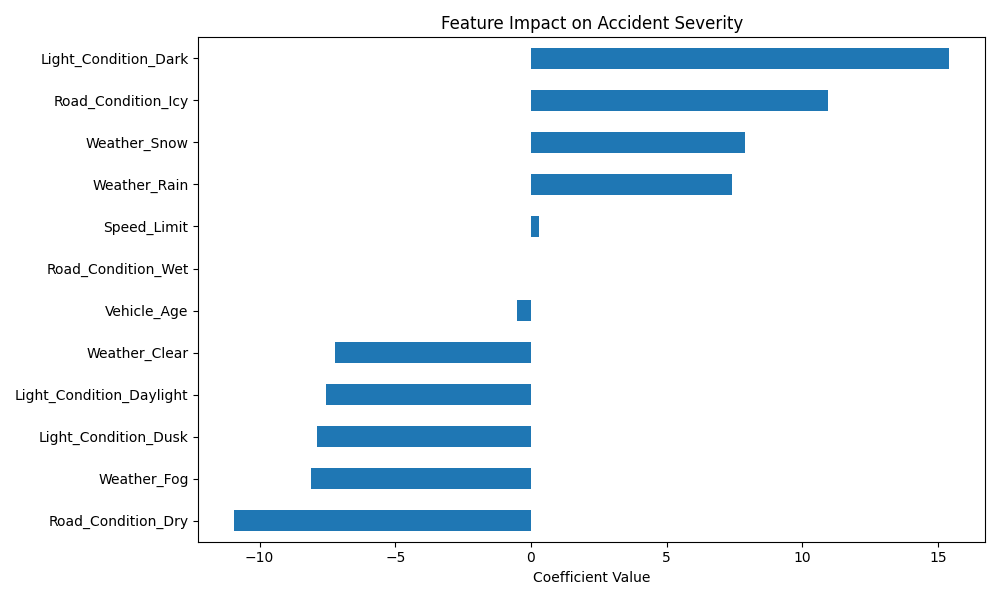 Feature Impact on Accident Severity
Light_Condition_Dark
Road_Condition_Icy
Weather_Snow
Weather_Rain
Speed_Limit
Road_Condition_Wet
Vehicle_Age
Weather_Clear
Light_Condition_Daylight
Light_Condition_Dusk
Weather_Fog
Road_Condition_Dry
−10 −5 0 5 10 15
Coefficient Value